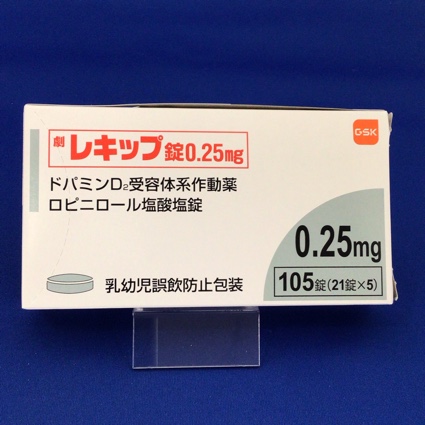 GSK
劇 レキップ錠0.25mg
ドパミンD₂受容体系作動薬
ロピニロール塩酸塩錠
0.25mg
乳幼児誤飲防止包装
105錠(21錠×5)